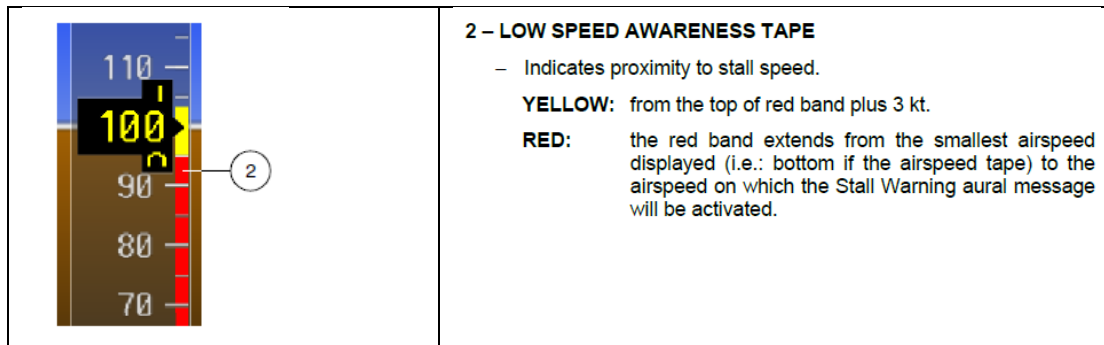 110
1
100
0
90
80
70
2
2 – LOW SPEED AWARENESS TAPE
– Indicates proximity to stall speed.
YELLOW: from the top of red band plus 3 kt.
RED: the red band extends from the smallest airspeed
displayed (i.e.: bottom if the airspeed tape) to the
airspeed on which the Stall Warning aural message
will be activated.